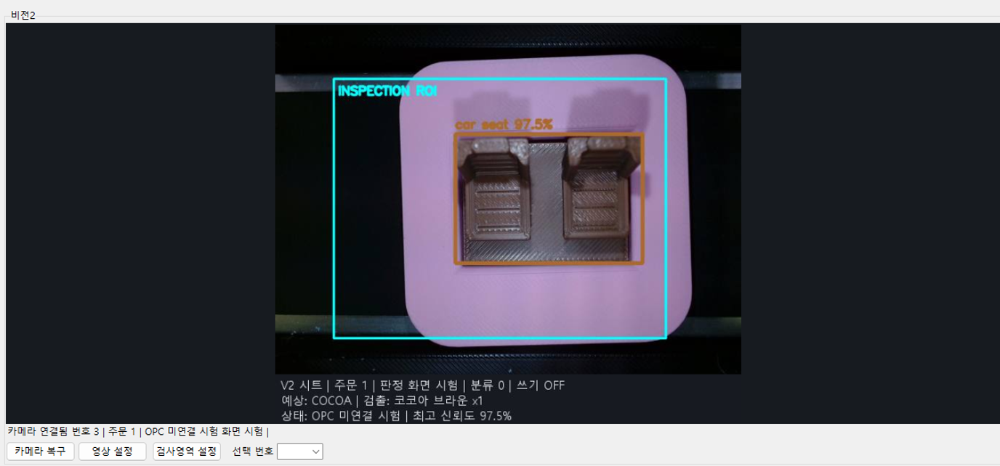 비전2
INSPECTION ROI
car seat 97.5%
V2 시트 | 주문 1 | 판정 화면 시험 | 분류 0 | 쓰기 OFF
예상: COCOA | 검출: 코코아 브라운 x1
상태: OPC 미연결 시험 | 최고 신뢰도 97.5%
카메라 연결됨 번호 3 | 주문 1 | OPC 미연결 시험 화면 시험 |
카메라 복구 영상 설정 검사영역 설정 선택 번호